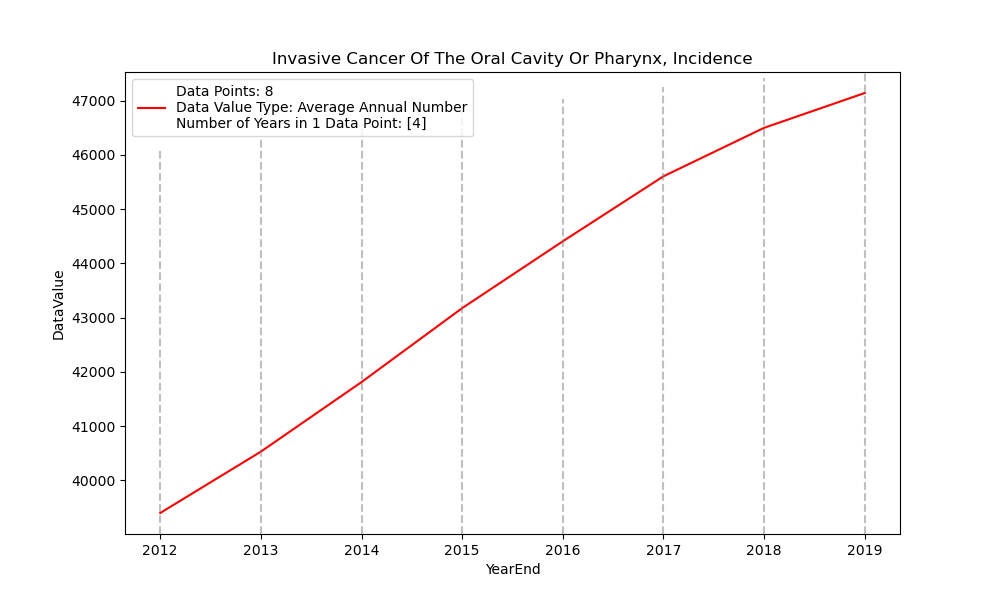 Invasive Cancer Of The Oral Cavity Or Pharynx, Incidence
Data Points: 8
Data Value Type: Average Annual Number
Number of Years in 1 Data Point: [4]
47000
46000
45000
44000
43000
42000
41000
40000
DataValue
2012 2013 2014 2015 2016 2017 2018 2019
YearEnd